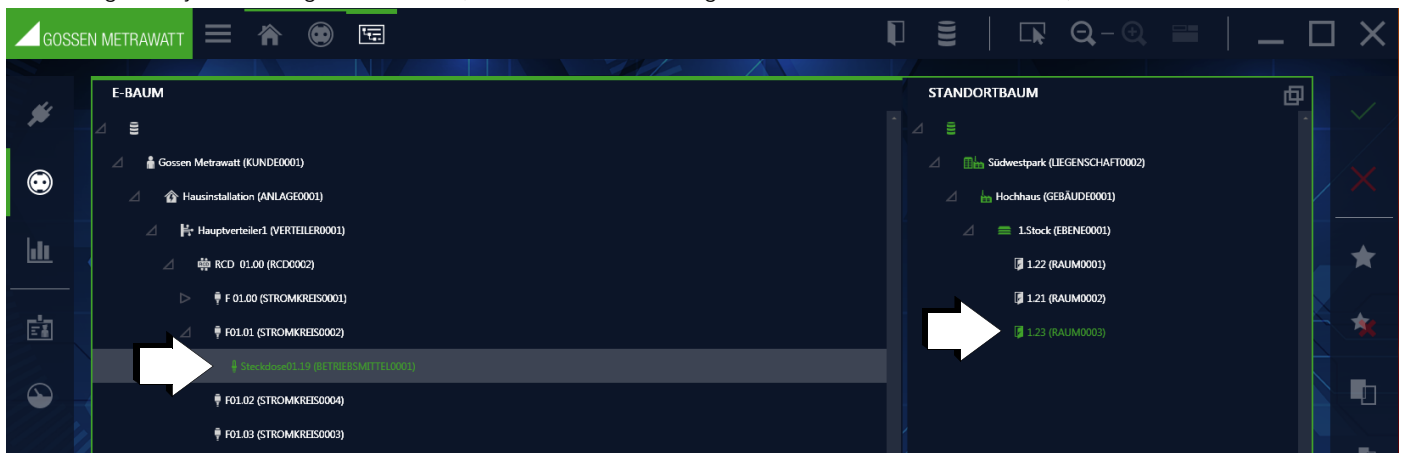 GOSSEN METRAWATT
E-BAUM
Gossen Metrawatt (KUNDE0001)
Hausinstallation (ANLAGE0001)
Hauptverteiler1 (VERTEILER0001)
RCD 01.00 (RCD0002)
F 01.00 (STROMKREIS0001)
F01.01 (STROMKREIS0002)
Steckdose01.19 (BETRIEBSMITTEL0001)
F01.02 (STROMKREIS0004)
F01.03 (STROMKREIS0003)
STANDORTBAUM
Südwestpark (LIEGENSCHAFT0002)
Hochhaus (GEBÄUDE0001)
1.Stock (EBENE0001)
1.22 (RAUM0001)
1.21 (RAUM0002)
1.23 (RAUM0003)